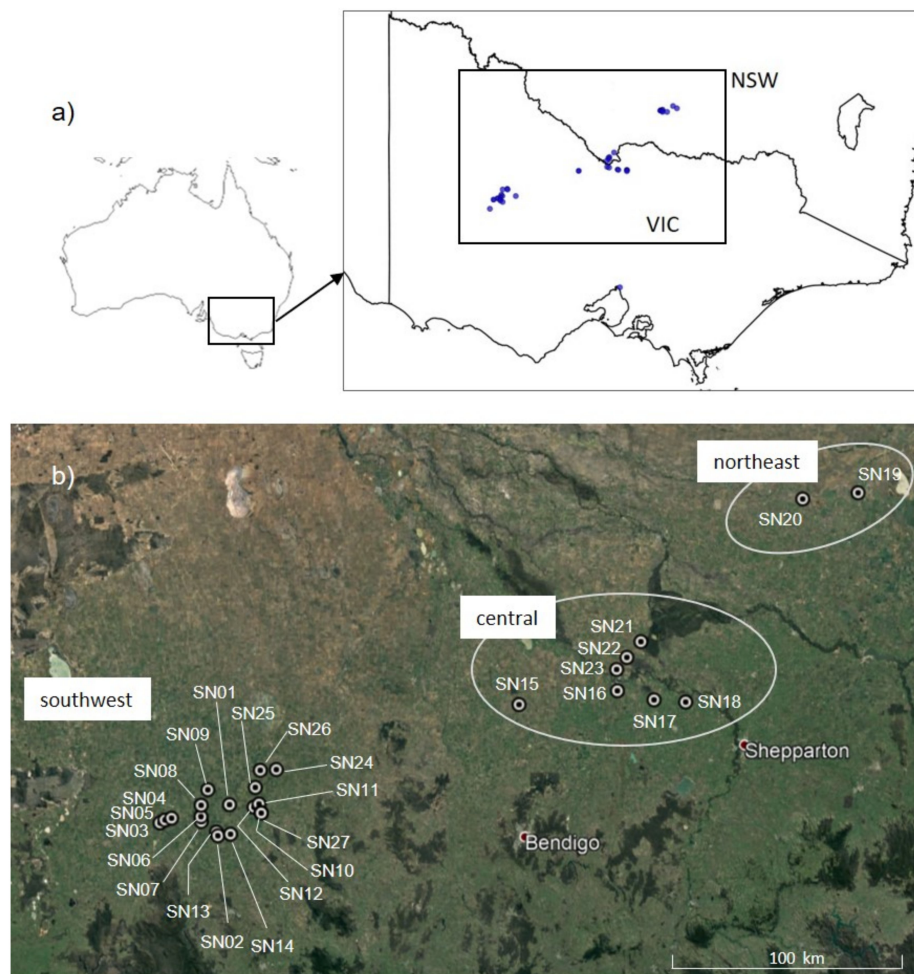 a)
NSW
VIC
b)
northeast
SN19
SN20
central
SN21
SN22
SN23
SN15
SN16
SN17
SN18
southwest
SN01
SN25
SN26
SN09
SN24
SN08
SN11
SN04
SN05
SN03
SN27
SN06
SN10
SN07
SN12
SN13
SN02
SN14
Shepparton
Bendigo
100 km